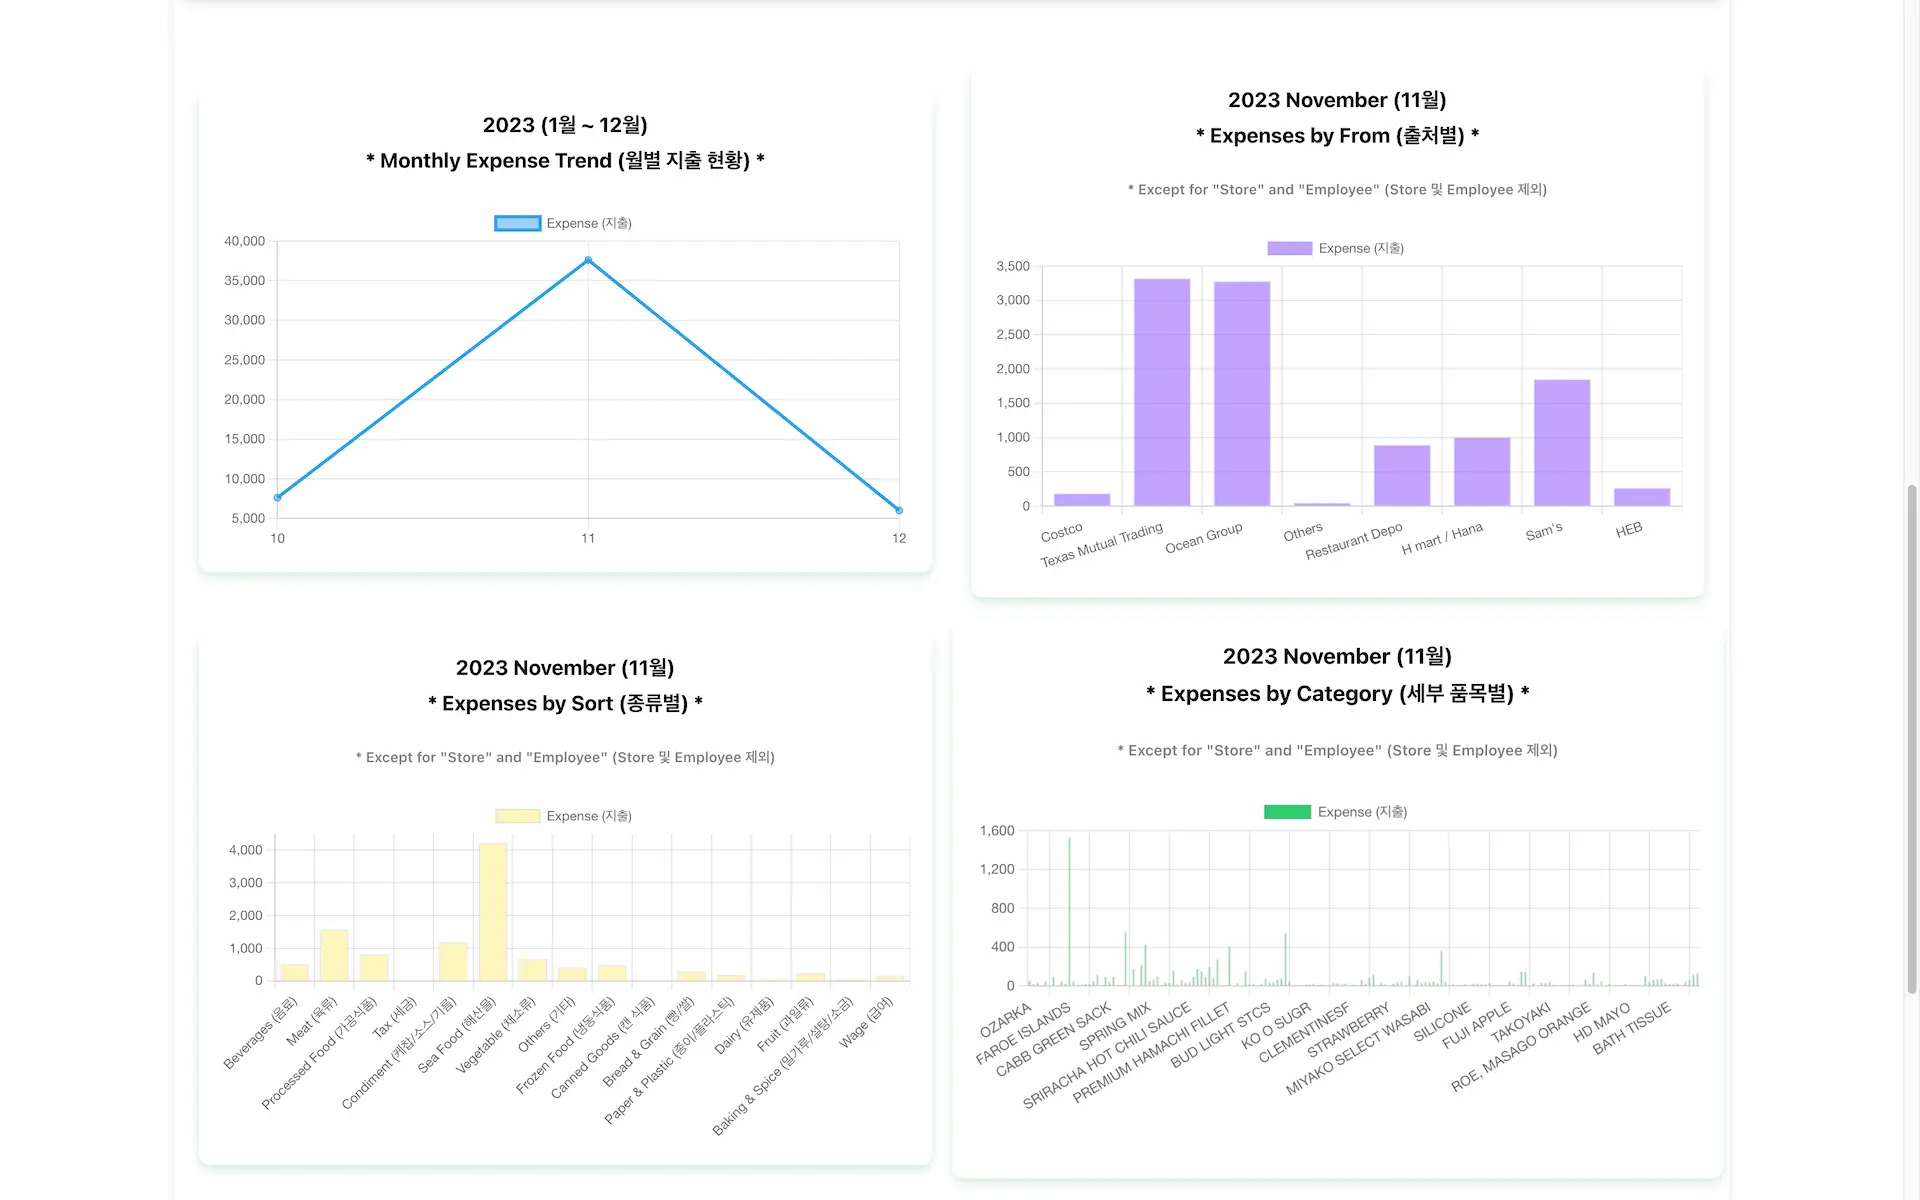 2023 (1월 ~ 12월)
* Monthly Expense Trend (월별 지출 현황) *
Expense (지출)
40,000
35,000
30,000
25,000
20,000
15,000
10,000
5,000
10
11
12
2023 November (11월)
* Expenses by From (출처별) *
* Except for "Store" and "Employee" (Store 및 Employee 제외)
Expense (지출)
3,500
3,000
2,500
2,000
1,500
1,000
500
0
Costco
Texas Mutual Trading
Ocean Group
Others
Restaurant Depo
H mart / Hana
Sam's
HEB
2023 November (11월)
* Expenses by Sort (종류별) *
* Except for "Store" and "Employee" (Store 및 Employee 제외)
Expense (지출)
4,000
3,000
2,000
1,000
0
Beverages (음료)
Meat (육류)
Processed Food (가공식품)
Tax (세금)
Condiment (케찹/소스/기름)
Sea Food (해산물)
Vegetable (채소류)
Others (기타)
Frozen Food (냉동식품)
Canned Goods (캔 식품)
Bread & Grain (빵/쌀)
Paper & Plastic (종이/플라스틱)
Dairy (유제품)
Fruit (과일류)
Baking & Spice (밀가루/설탕/소금)
Wage (급여)
2023 November (11월)
* Expenses by Category (세부 품목별) *
* Except for "Store" and "Employee" (Store 및 Employee 제외)
Expense (지출)
1,600
1,200
800
400
0
OZARKA
FAROE ISLANDS
CABB GREEN SACK
SPRING MIX
SRIRACHA HOT CHILI SAUCE
PREMIUM HAMACHI FILLET
BUD LIGHT STCS
KO O SUGR
CLEMENTINESF
STRAWBERRY
MIYAKO SELECT WASABI
SILICONE
FUJI APPLE
TAKOYAKI
ROE, MASAGO ORANGE
HD MAYO
BATH TISSUE